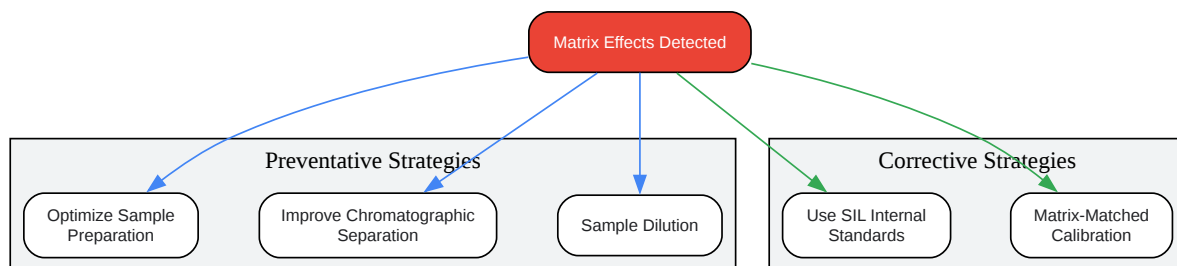 Matrix Effects Detected
Preventative Strategies
Corrective Strategies
Optimize Sample
Preparation
Improve Chromatographic
Separation
Sample Dilution
Use SIL Internal
Standards
Matrix-Matched
Calibration